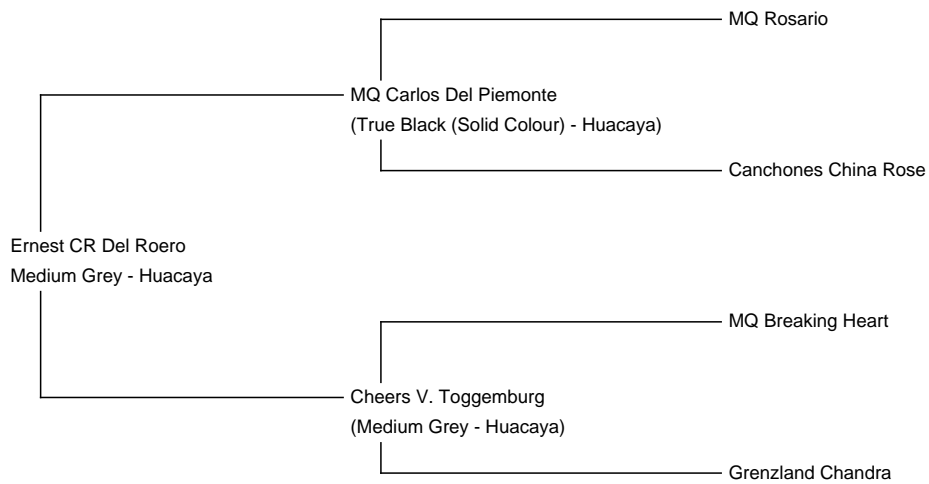 MQ Rosario
MQ Carlos Del Piemonte
(True Black (Solid Colour) - Huacaya)
Canchones China Rose
Ernest CR Del Roero
Medium Grey - Huacaya
MQ Breaking Heart
Cheers V. Toggemburg
(Medium Grey - Huacaya)
Grenzland Chandra